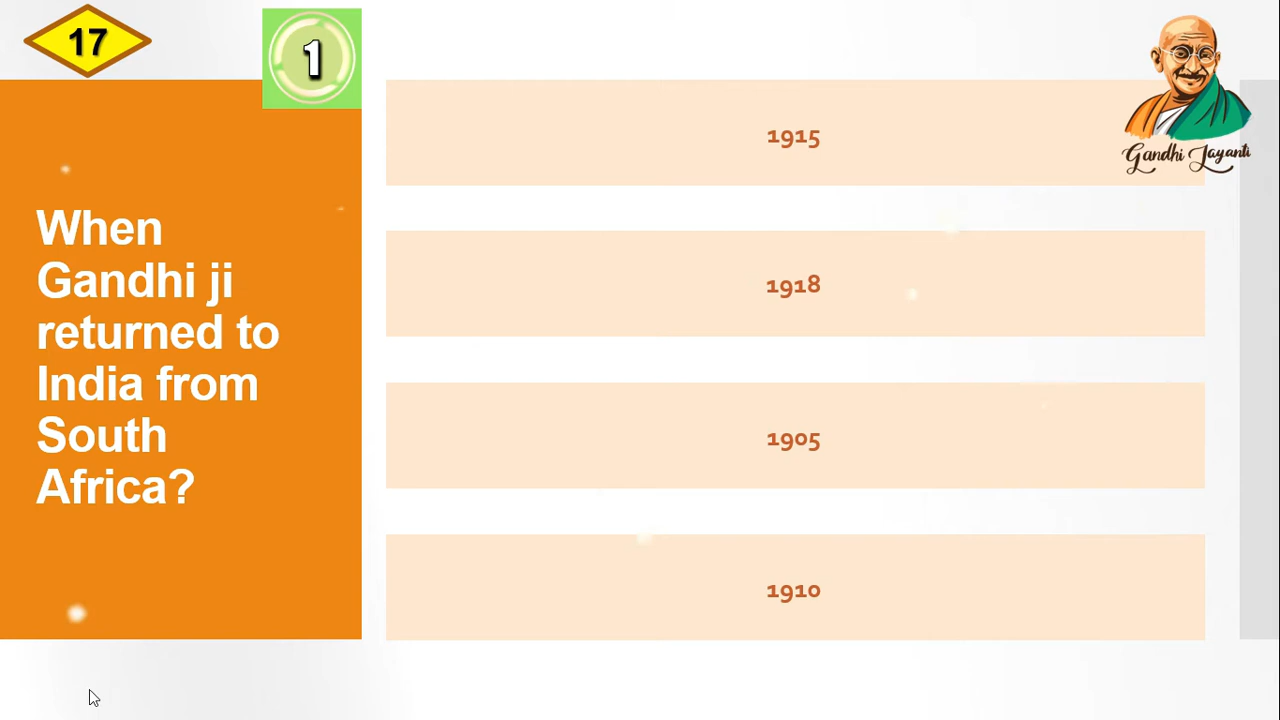 17
1
When
Gandhi ji
returned to
India from
South
Africa?
1915
1918
1905
1910
Gandhi Jayanti